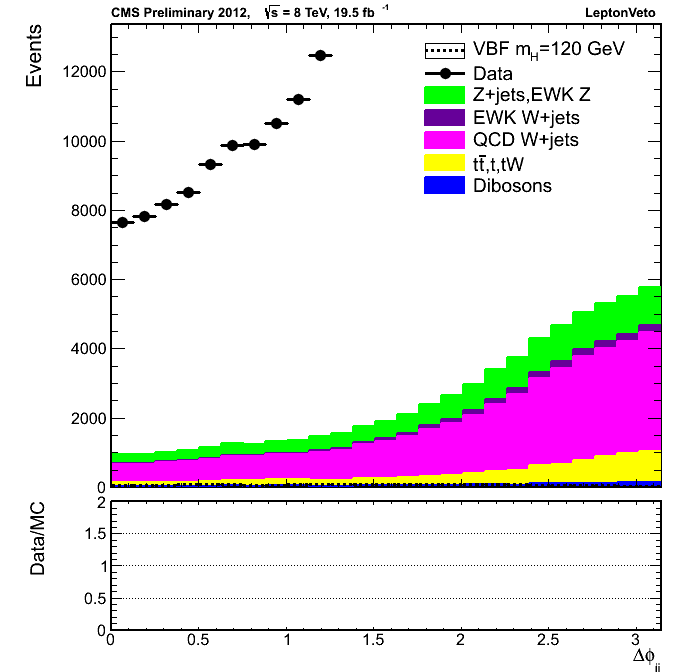 CMS Preliminary 2012, √s = 8 TeV, 19.5 fb⁻¹ LeptonVeto
Events
12000
10000
8000
6000
4000
2000
0
VBF m_H=120 GeV
Data
Z+jets,EWK Z
EWK W+jets
QCD W+jets
tt̄,t,tW
Dibosons
Data/MC
2
1.5
1
0.5
0
0 0.5 1 1.5 2 2.5 3
Δϕ_jj